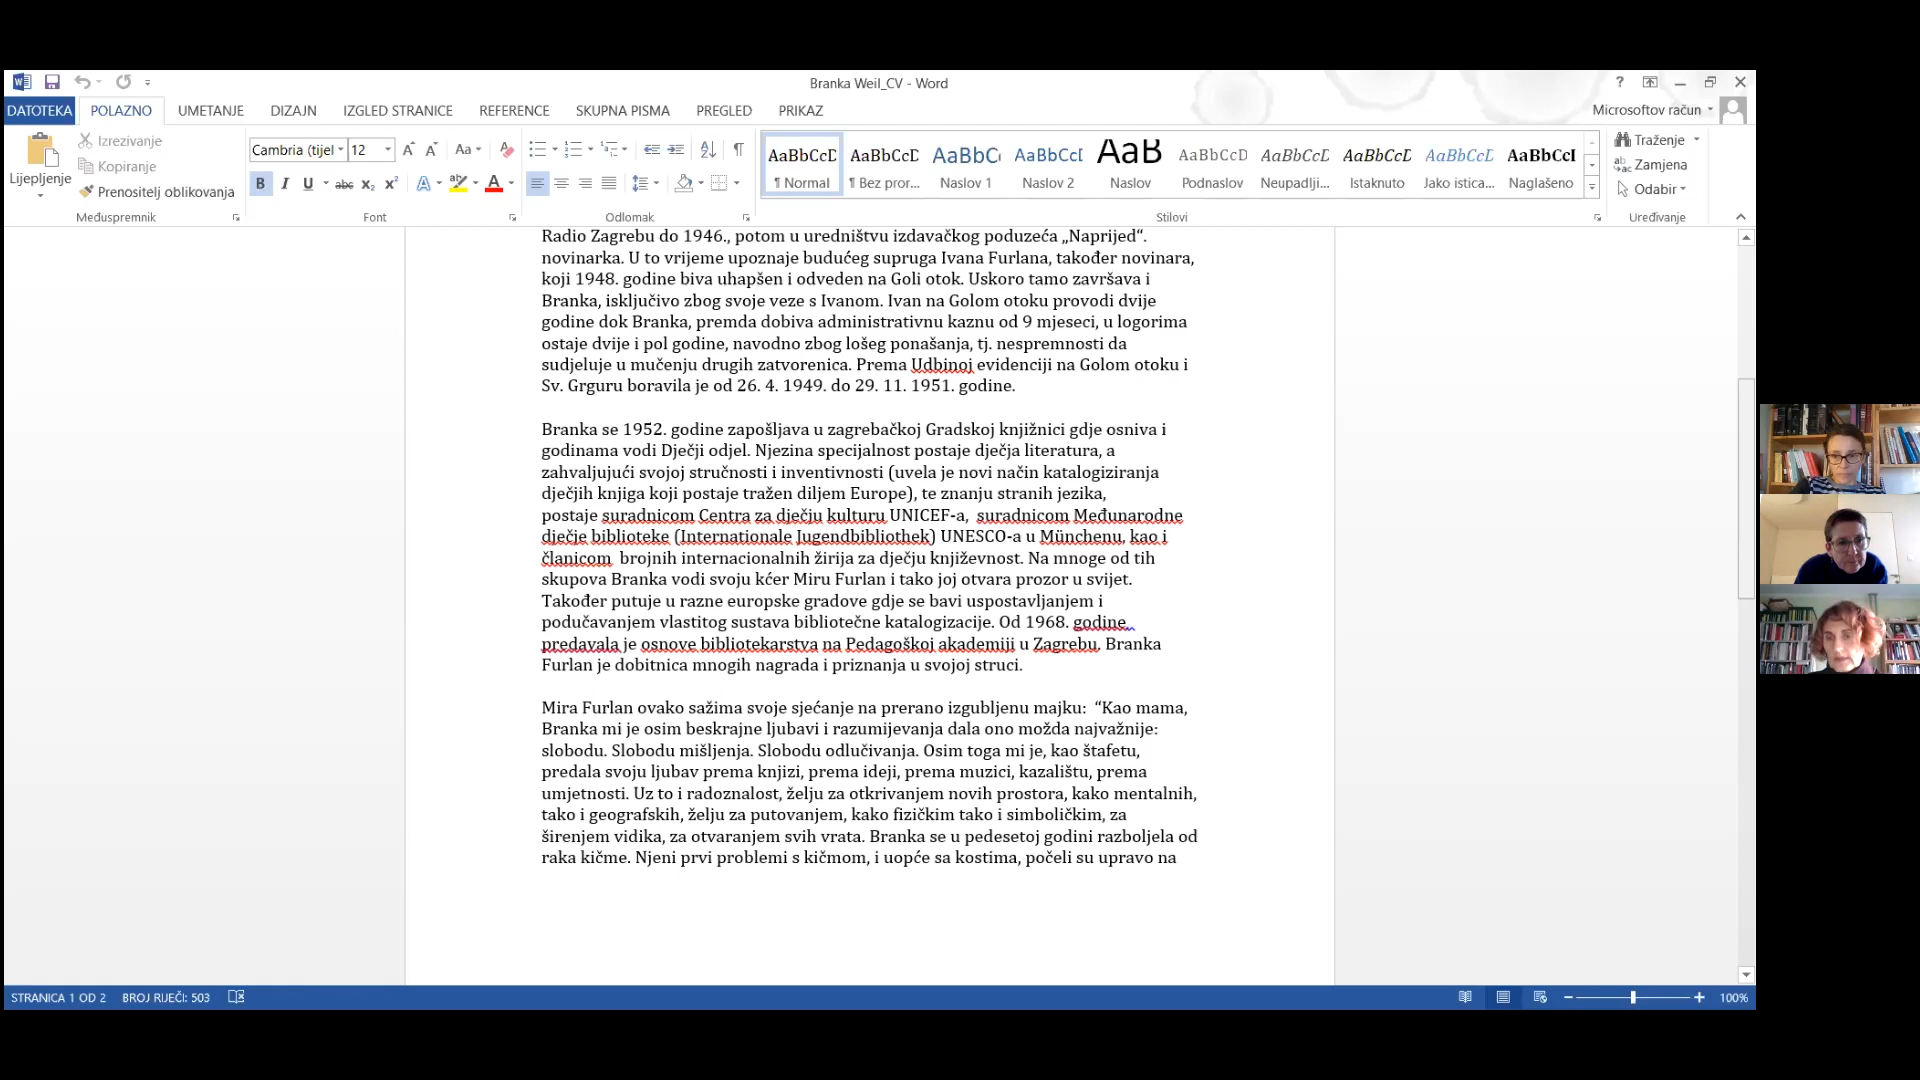 Branka Weil_CV - Word
DATOTEKA POLAZNO UMETANJE DIZAJN IZGLED STRANICE REFERENCE SKUPNA PISMA PREGLED PRIKAZ
Microsoftov račun
Lijepljenje
Izrezivanje
Kopiranje
Prenositelj oblikovanja
Međuspremnik
Cambria (tijel 12
Font
Odlomak
AaBbCcD AaBbCcD AaBbC AaBbCcD AaB AaBbCcD AaBbCcD AaBbCcD AaBbCcD AaBbCcI
¶ Normal ¶ Bez pror... Naslov 1 Naslov 2 Naslov Podnaslov Neupadlji... Istaknuto Jako istica... Naglašeno
Stilovi
Traženje
Zamjena
Odabir
Uređivanje
Radio Zagrebu do 1946., potom u uredništvu izdavačkog poduzeća „Naprijed“.
novinarka. U to vrijeme upoznaje budućeg supruga Ivana Furlana, također novinara,
koji 1948. godine biva uhapšen i odveden na Goli otok. Uskoro tamo završava i
Branka, isključivo zbog svoje veze s Ivanom. Ivan na Golom otoku provodi dvije
godine dok Branka, premda dobiva administrativnu kaznu od 9 mjeseci, u logorima
ostaje dvije i pol godine, navodno zbog lošeg ponašanja, tj. nespremnosti da
sudjeluje u mučenju drugih zatvorenica. Prema Udbinoj evidenciji na Golom otoku i
Sv. Grguru boravila je od 26. 4. 1949. do 29. 11. 1951. godine.
Branka se 1952. godine zapošljava u zagrebačkoj Gradskoj knjižnici gdje osniva i
godinama vodi Dječji odjel. Njezina specijalnost postaje dječja literatura, a
zahvaljujući svojoj stručnosti i inventivnosti (uvela je novi način katalogiziranja
dječjih knjiga koji postaje tražen diljem Europe), te znanju stranih jezika,
postaje suradnicom Centra za dječju kulturu UNICEF-a,  suradnicom Međunarodne
dječje biblioteke (Internationale Jugendbibliothek) UNESCO-a u Münchenu, kao i
članicom  brojnih internacionalnih žirija za dječju književnost. Na mnoge od tih
skupova Branka vodi svoju kćer Miru Furlan i tako joj otvara prozor u svijet.
Također putuje u razne europske gradove gdje se bavi uspostavljanjem i
podučavanjem vlastitog sustava bibliotečne katalogizacije. Od 1968. godine,
predavala je osnove bibliotekarstva na Pedagoškoj akademiji u Zagrebu. Branka
Furlan je dobitnica mnogih nagrada i priznanja u svojoj struci.
Mira Furlan ovako sažima svoje sjećanje na prerano izgubljenu majku:  “Kao mama,
Branka mi je osim beskrajne ljubavi i razumijevanja dala ono možda najvažnije:
slobodu. Slobodu mišljenja. Slobodu odlučivanja. Osim toga mi je, kao štafetu,
predala svoju ljubav prema knjizi, prema ideji, prema muzici, kazalištu, prema
umjetnosti. Uz to i radoznalost, želju za otkrivanjem novih prostora, kako mentalnih,
tako i geografskih, želju za putovanjem, kako fizičkim tako i simboličkim, za
širenjem vidika, za otvaranjem svih vrata. Branka se u pedesetoj godini razboljela od
raka kičme. Njeni prvi problemi s kičmom, i uopće sa kostima, počeli su upravo na
STRANICA 1 OD 2 BROJ RIJEČI: 503
100%